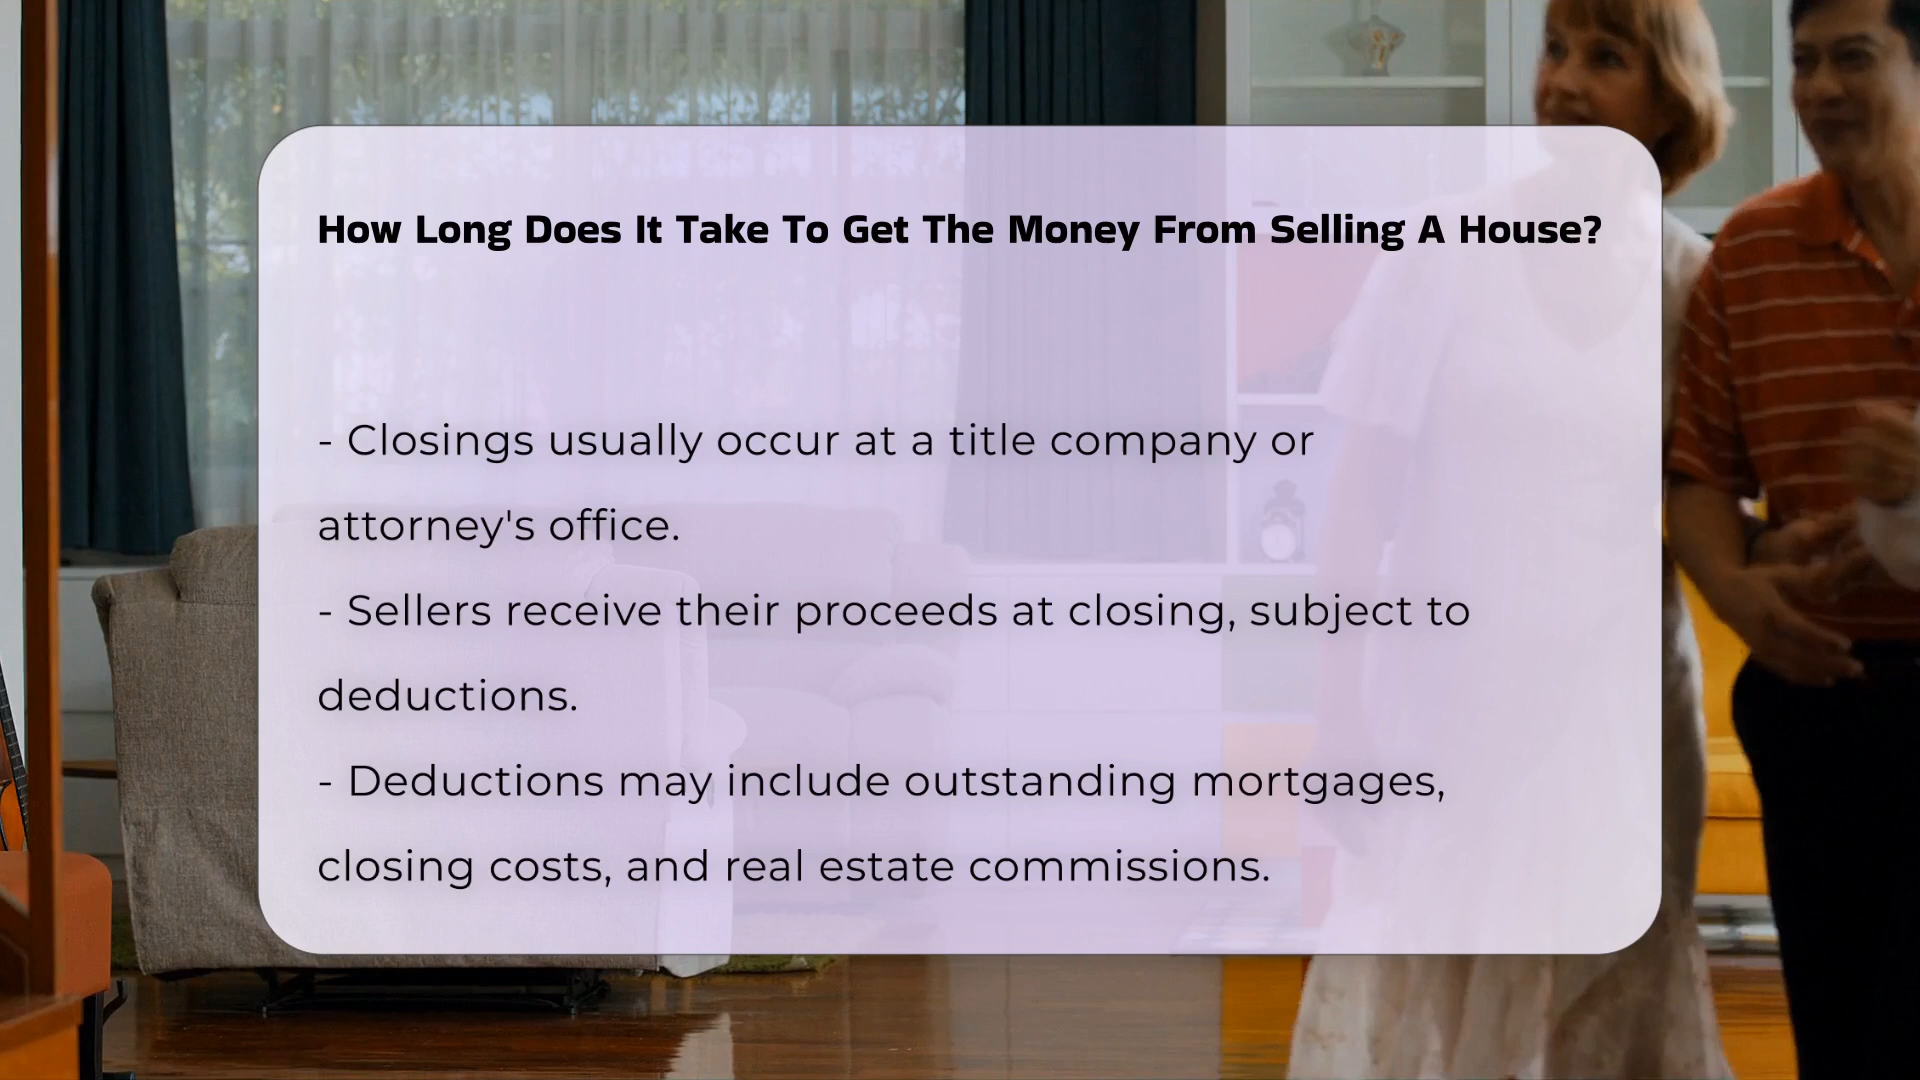 How Long Does It Take To Get The Money From Selling A House?
- Closings usually occur at a title company or
attorney's office.
- Sellers receive their proceeds at closing, subject to
deductions.
- Deductions may include outstanding mortgages,
closing costs, and real estate commissions.